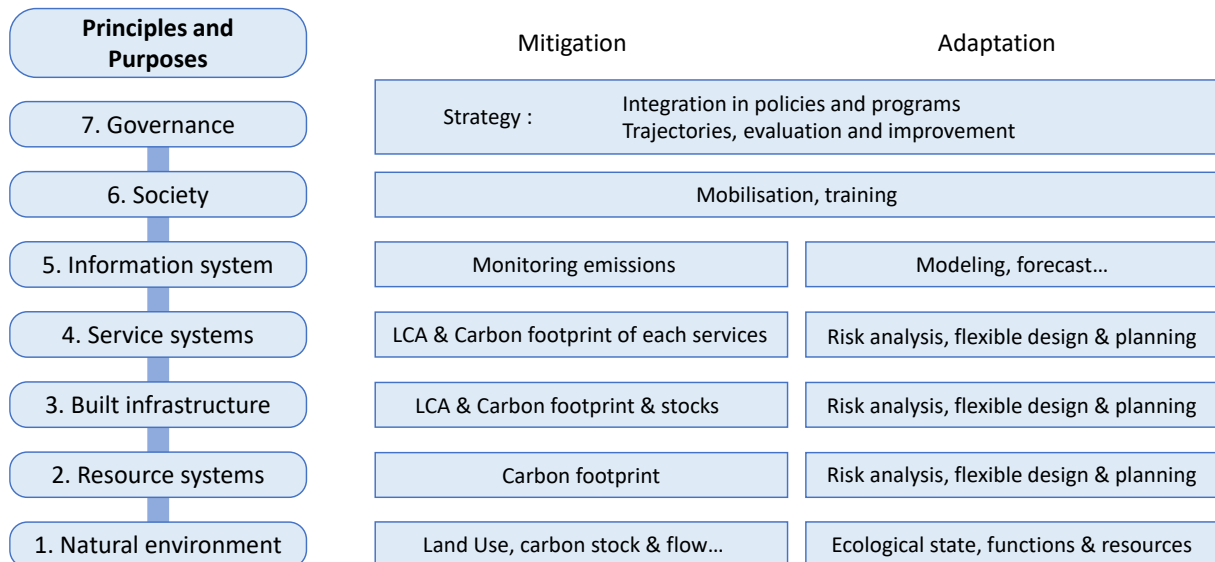 Principles and
Purposes
Mitigation
Adaptation
7. Governance
Strategy :
Integration in policies and programs
Trajectories, evaluation and improvement
6. Society
Mobilisation, training
5. Information system
Monitoring emissions
Modeling, forecast…
4. Service systems
LCA & Carbon footprint of each services
Risk analysis, flexible design & planning
3. Built infrastructure
LCA & Carbon footprint & stocks
Risk analysis, flexible design & planning
2. Resource systems
Carbon footprint
Risk analysis, flexible design & planning
1. Natural environment
Land Use, carbon stock & flow…
Ecological state, functions & resources